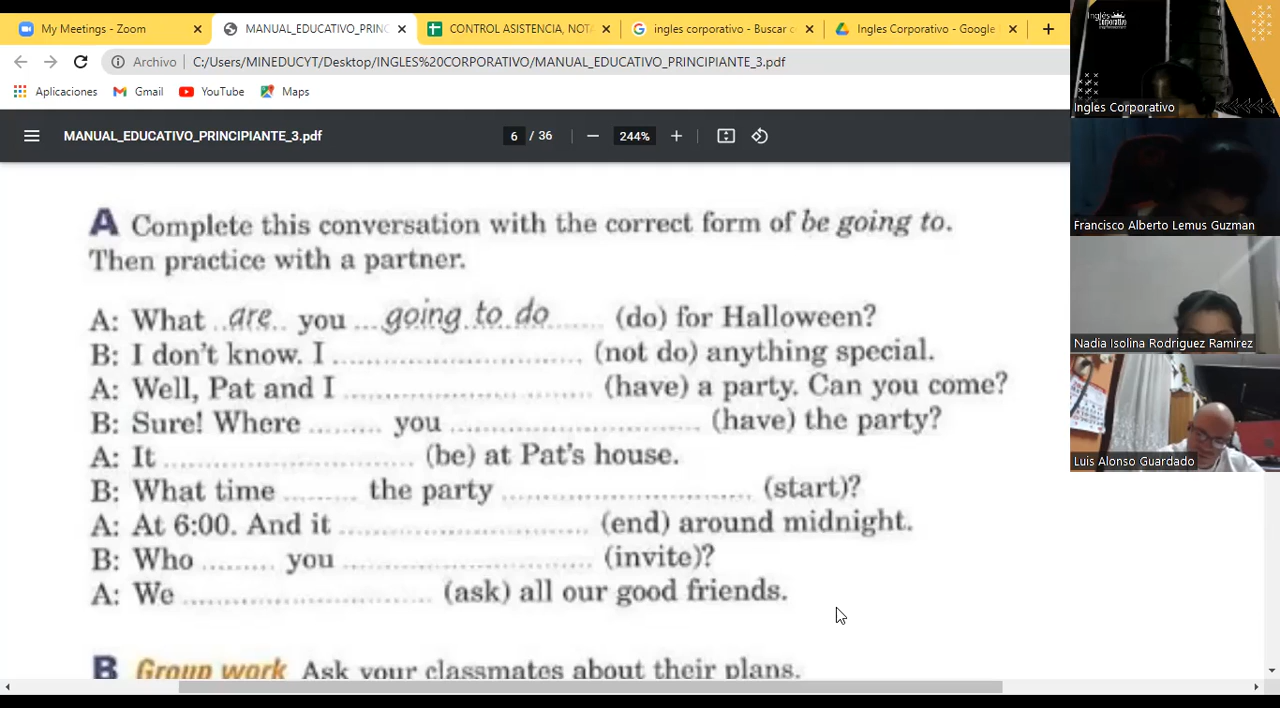 My Meetings - Zoom
MANUAL_EDUCATIVO_PRINC
CONTROL ASISTENCIA, NOTA
ingles corporativo - Buscar c
Ingles Corporativo - Google
Archivo
C:/Users/MINEDUCYT/Desktop/INGLES%20CORPORATIVO/MANUAL_EDUCATIVO_PRINCIPIANTE_3.pdf
Aplicaciones
Gmail
YouTube
Maps
MANUAL_EDUCATIVO_PRINCIPIANTE_3.pdf
6 / 36
244%
A Complete this conversation with the correct form of be going to.
Then practice with a partner.
A: What ..are.. you ...going to do...... (do) for Halloween?
B: I don't know. I .............................. (not do) anything special.
A: Well, Pat and I .............................. (have) a party. Can you come?
B: Sure! Where ......... you .............................. (have) the party?
A: It .............................. (be) at Pat's house.
B: What time ......... the party .............................. (start)?
A: At 6:00. And it .............................. (end) around midnight.
B: Who ......... you .............................. (invite)?
A: We .............................. (ask) all our good friends.
B Group work Ask your classmates about their plans.
Ingles Corporativo
Ingles Corporativo
Francisco Alberto Lemus Guzman
Nadia Isolina Rodriguez Ramirez
Luis Alonso Guardado